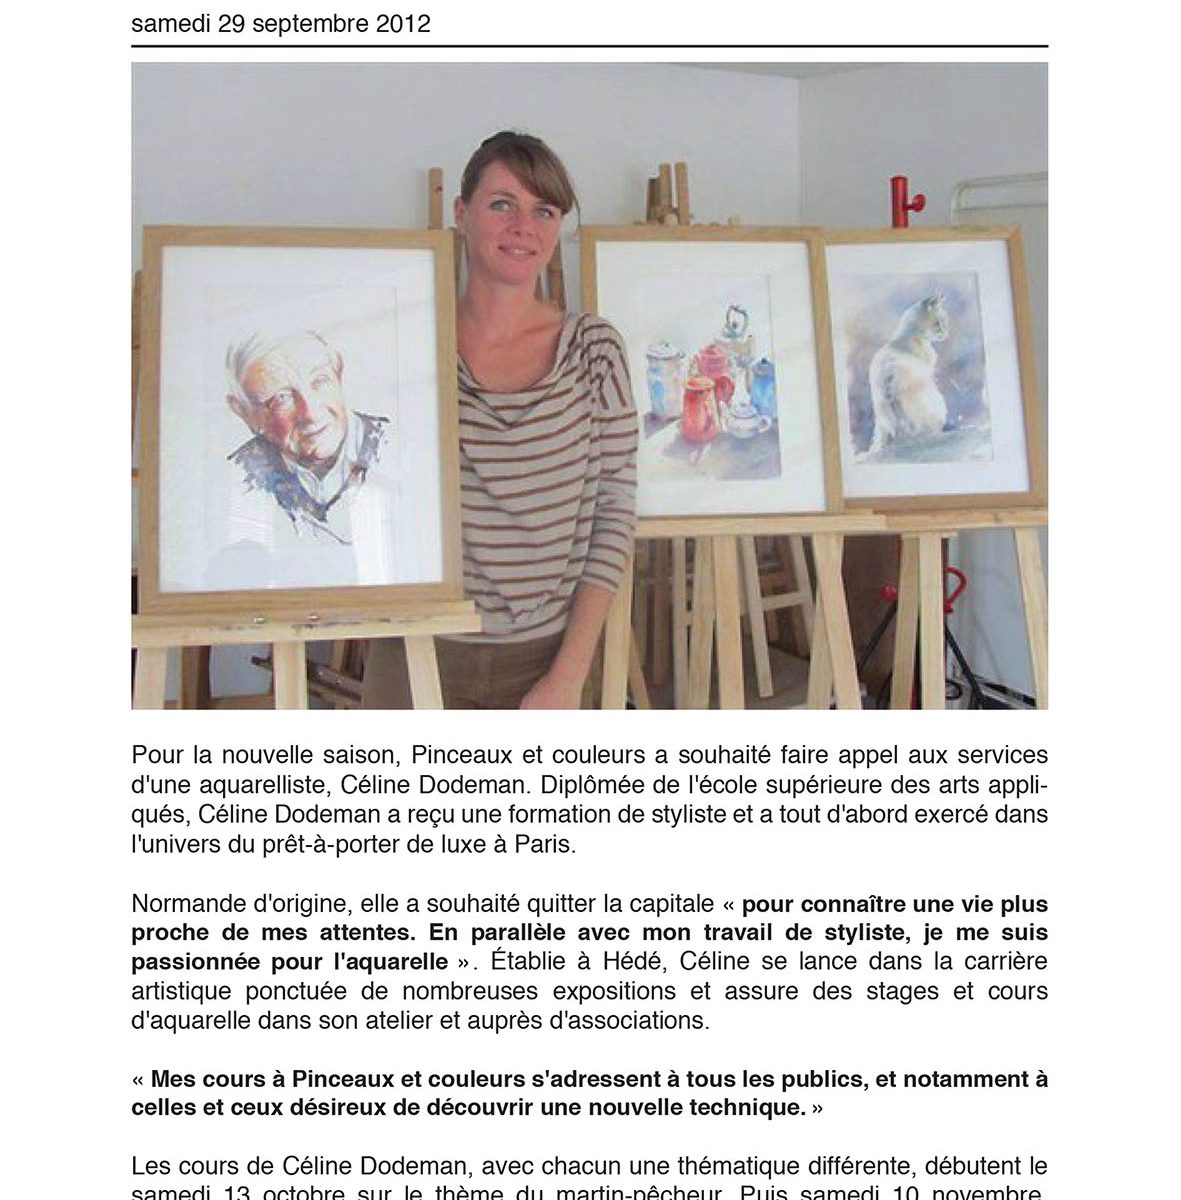 samedi 29 septembre 2012
Pour la nouvelle saison, Pinceaux et couleurs a souhaité faire appel aux services
d'une aquarelliste, Céline Dodeman. Diplômée de l'école supérieure des arts appli-
qués, Céline Dodeman a reçu une formation de styliste et a tout d'abord exercé dans
l'univers du prêt-à-porter de luxe à Paris.
Normande d'origine, elle a souhaité quitter la capitale « pour connaître une vie plus
proche de mes attentes. En parallèle avec mon travail de styliste, je me suis
passionnée pour l'aquarelle ». Établie à Hédé, Céline se lance dans la carrière
artistique ponctuée de nombreuses expositions et assure des stages et cours
d'aquarelle dans son atelier et auprès d'associations.
« Mes cours à Pinceaux et couleurs s'adressent à tous les publics, et notamment à
celles et ceux désireux de découvrir une nouvelle technique. »
Les cours de Céline Dodeman, avec chacun une thématique différente, débutent le
samedi 13 octobre sur le thème du martin-pêcheur. Puis samedi 10 novembre,